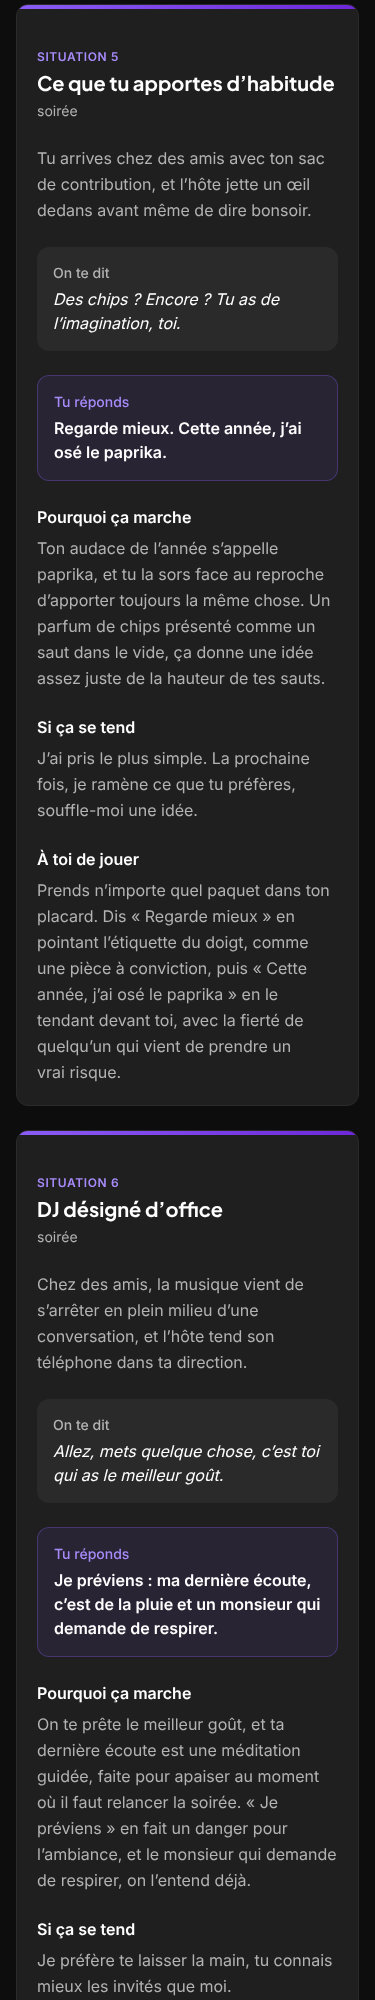 SITUATION 5
Ce que tu apportes d’habitude
soirée
Tu arrives chez des amis avec ton sac
de contribution, et l’hôte jette un œil
dedans avant même de dire bonsoir.
On te dit
Des chips ? Encore ? Tu as de
l’imagination, toi.
Tu réponds
Regarde mieux. Cette année, j’ai
osé le paprika.
Pourquoi ça marche
Ton audace de l’année s’appelle
paprika, et tu la sors face au reproche
d’apporter toujours la même chose. Un
parfum de chips présenté comme un
saut dans le vide, ça donne une idée
assez juste de la hauteur de tes sauts.
Si ça se tend
J’ai pris le plus simple. La prochaine
fois, je ramène ce que tu préfères,
souffle-moi une idée.
À toi de jouer
Prends n’importe quel paquet dans ton
placard. Dis « Regarde mieux » en
pointant l’étiquette du doigt, comme
une pièce à conviction, puis « Cette
année, j’ai osé le paprika » en le
tendant devant toi, avec la fierté de
quelqu’un qui vient de prendre un
vrai risque.
SITUATION 6
DJ désigné d’office
soirée
Chez des amis, la musique vient de
s’arrêter en plein milieu d’une
conversation, et l’hôte tend son
téléphone dans ta direction.
On te dit
Allez, mets quelque chose, c’est toi
qui as le meilleur goût.
Tu réponds
Je préviens : ma dernière écoute,
c’est de la pluie et un monsieur qui
demande de respirer.
Pourquoi ça marche
On te prête le meilleur goût, et ta
dernière écoute est une méditation
guidée, faite pour apaiser au moment
où il faut relancer la soirée. « Je
préviens » en fait un danger pour
l’ambiance, et le monsieur qui demande
de respirer, on l’entend déjà.
Si ça se tend
Je préfère te laisser la main, tu connais
mieux les invités que moi.